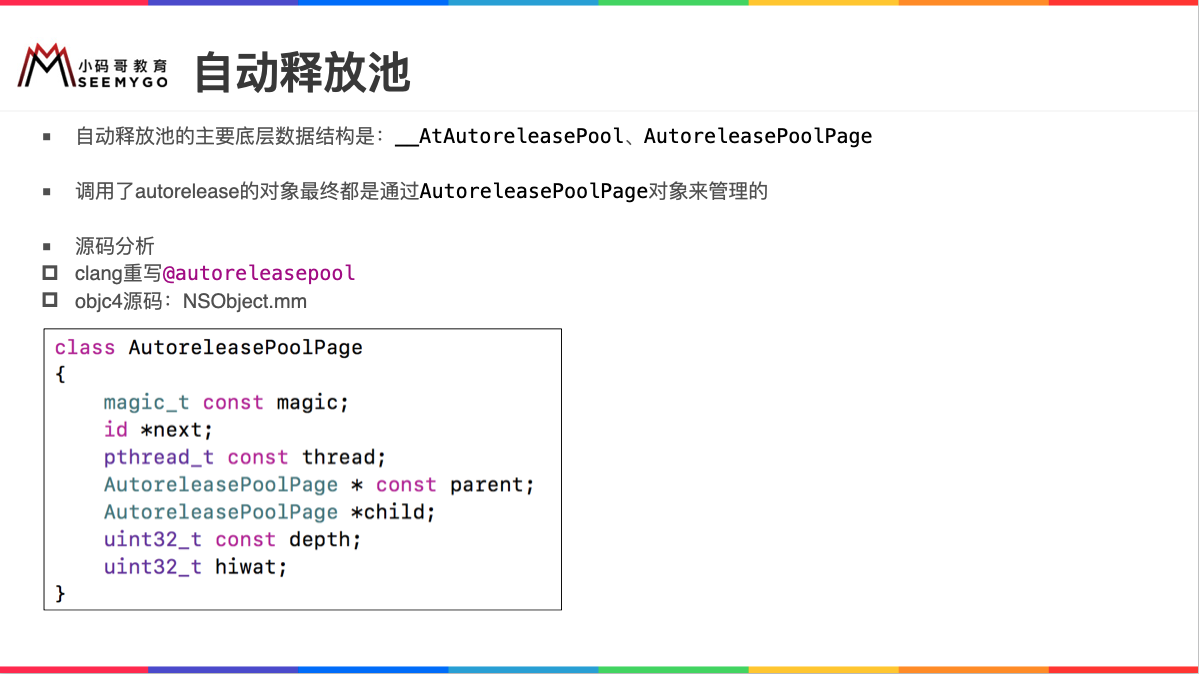 小码哥教育
SEEMYGO
自动释放池
自动释放池的主要底层数据结构是：__AtAutoreleasePool、AutoreleasePoolPage
调用了autorelease的对象最终都是通过AutoreleasePoolPage对象来管理的
源码分析
clang重写@autoreleasepool
objc4源码：NSObject.mm
class AutoreleasePoolPage
{
    magic_t const magic;
    id *next;
    pthread_t const thread;
    AutoreleasePoolPage * const parent;
    AutoreleasePoolPage *child;
    uint32_t const depth;
    uint32_t hiwat;
}